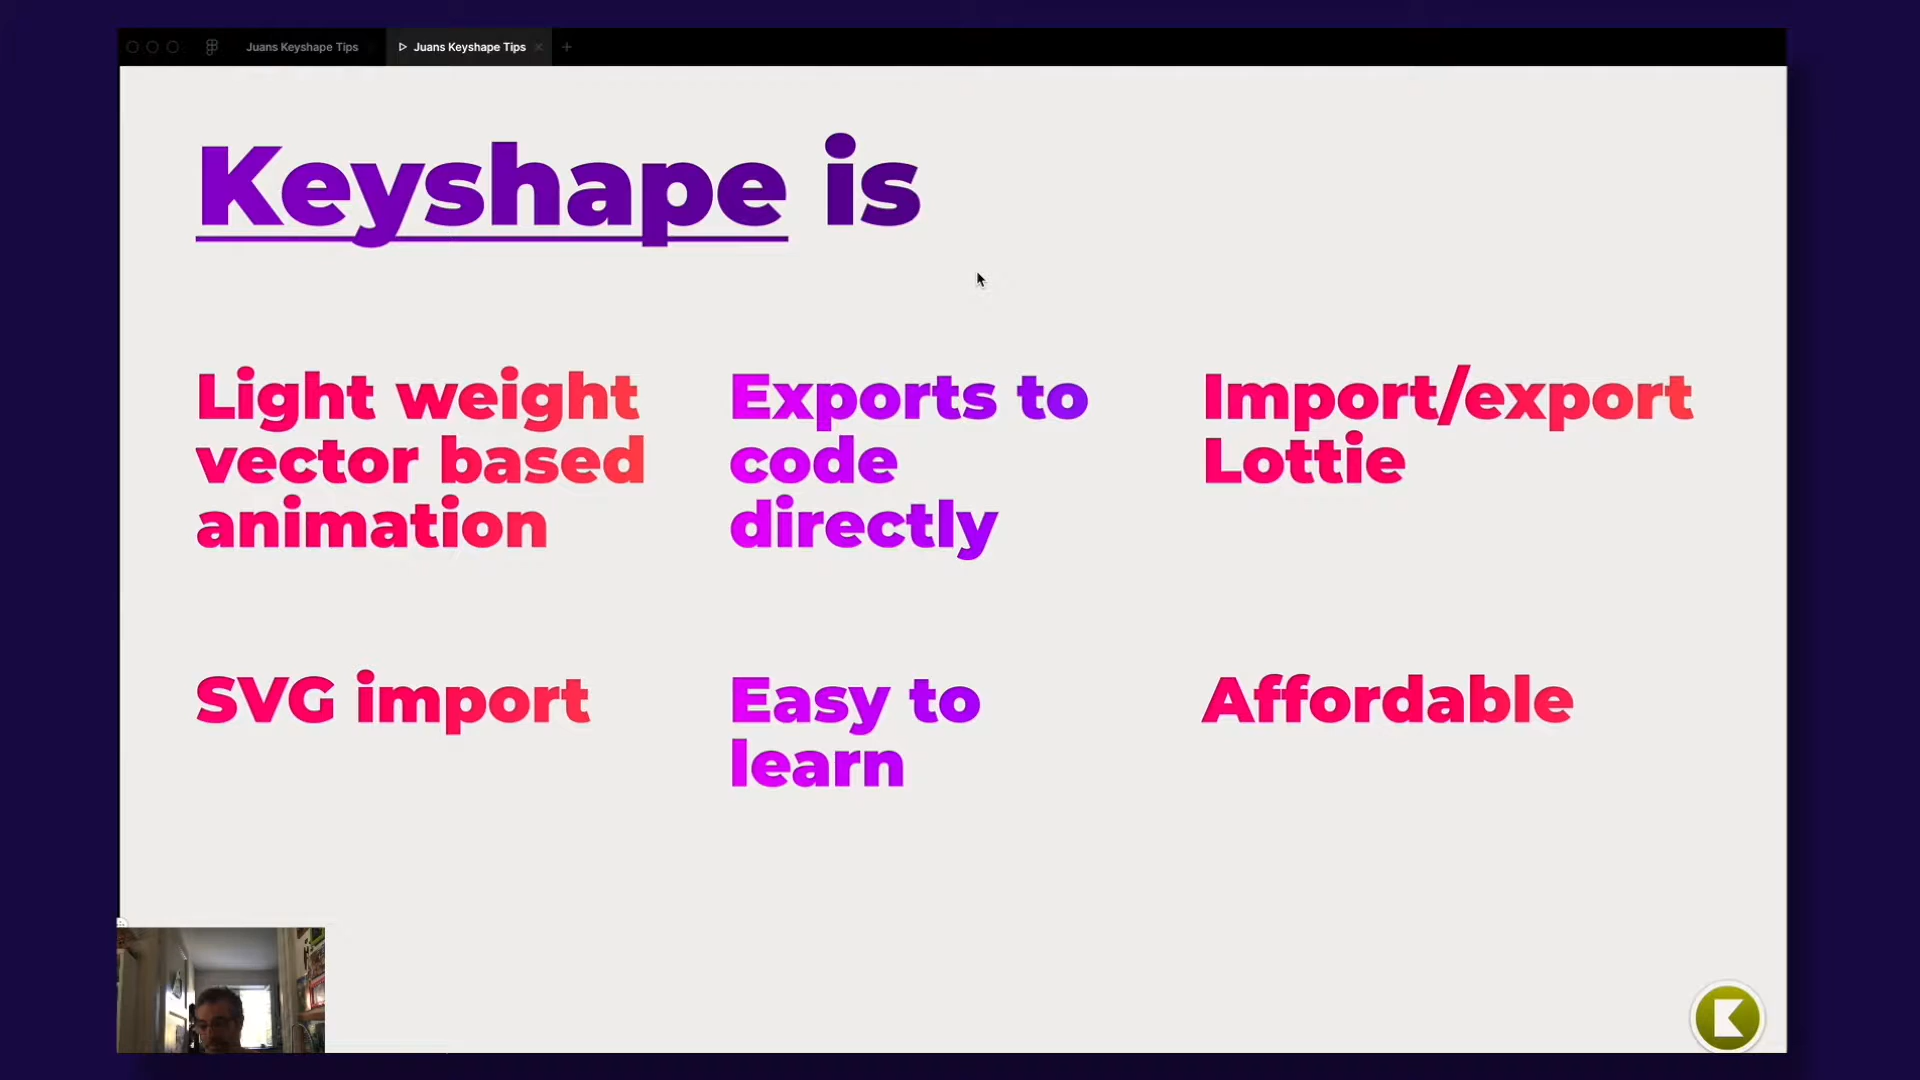 Juans Keyshape Tips
Juans Keyshape Tips
Keyshape is
Light weight
vector based
animation
Exports to
code
directly
Import/export
Lottie
SVG import
Easy to
learn
Affordable
K